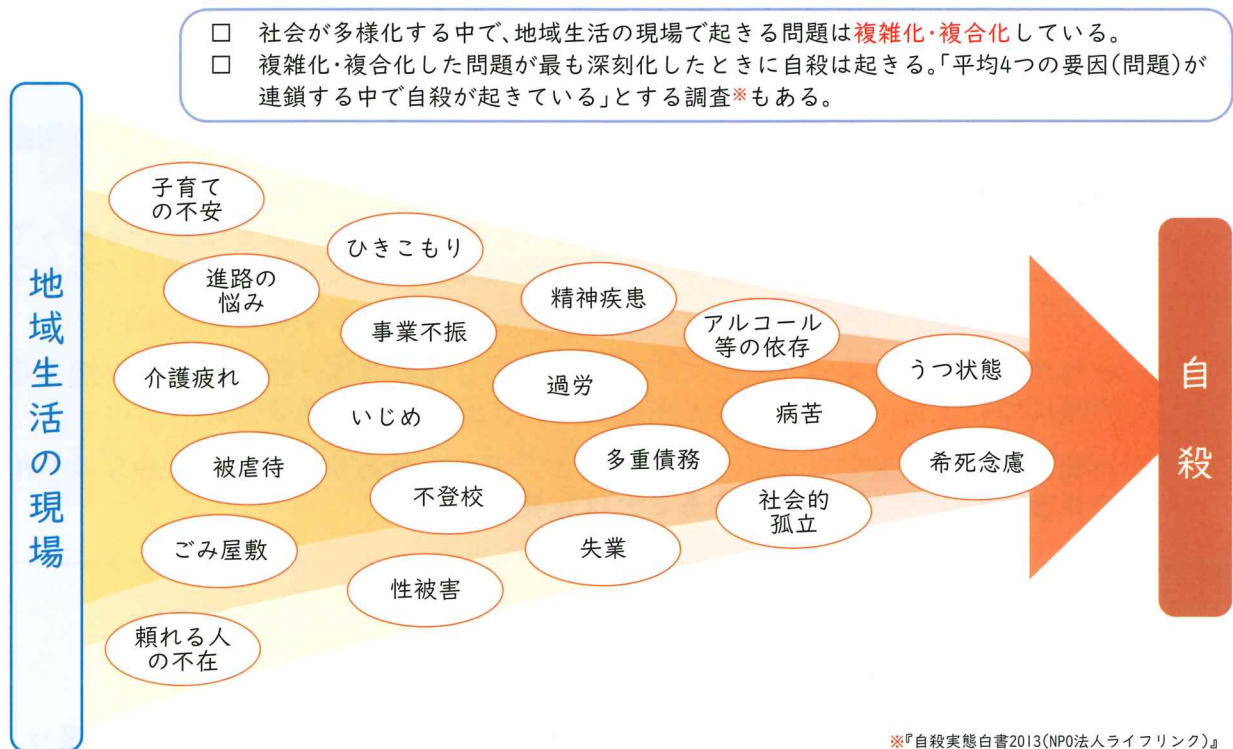 □ 社会が多様化する中で、地域生活の現場で起きる問題は複雑化・複合化している。
□ 複雑化・複合化した問題が最も深刻化したときに自殺は起きる。「平均4つの要因(問題)が
連鎖する中で自殺が起きている」とする調査※もある。
地域生活の現場
子育て
の不安
進路の
悩み
介護疲れ
被虐待
ごみ屋敷
頼れる人
の不在
ひきこもり
事業不振
いじめ
不登校
性被害
精神疾患
過労
多重債務
失業
アルコール
等の依存
病苦
社会的
孤立
うつ状態
希死念慮
自殺
※『自殺実態白書2013(NPO法人ライフリンク)』